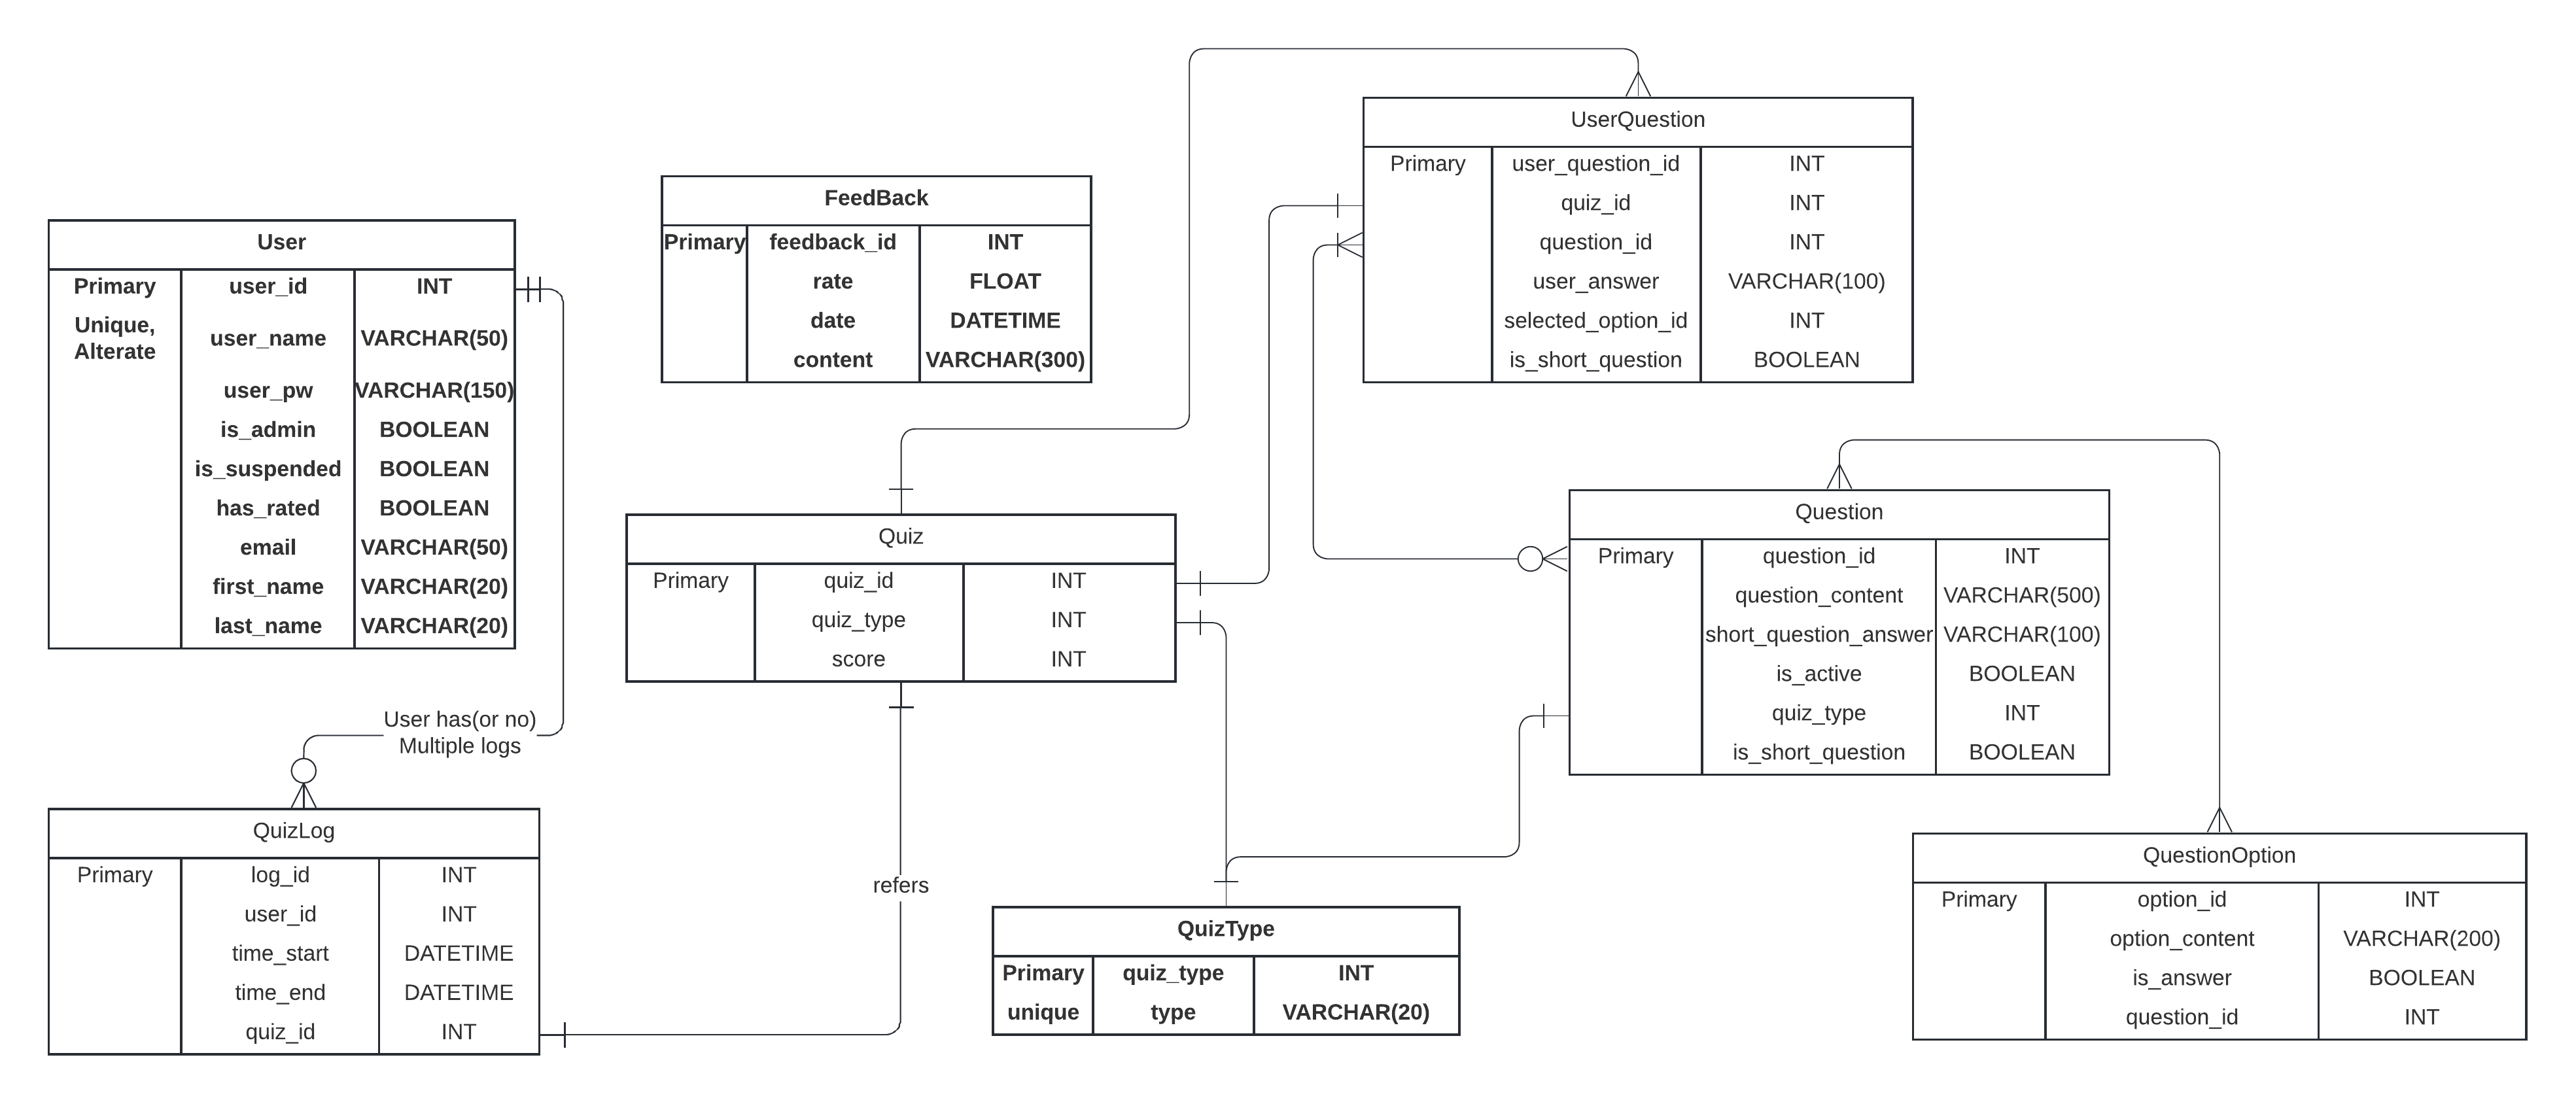 UserQuestion
Primary user_question_id INT
quiz_id INT
question_id INT
user_answer VARCHAR(100)
selected_option_id INT
is_short_question BOOLEAN
FeedBack
Primary feedback_id INT
rate FLOAT
date DATETIME
content VARCHAR(300)
User
Primary user_id INT
Unique,
Alterate user_name VARCHAR(50)
user_pw VARCHAR(150)
is_admin BOOLEAN
is_suspended BOOLEAN
has_rated BOOLEAN
email VARCHAR(50)
first_name VARCHAR(20)
last_name VARCHAR(20)
Quiz
Primary quiz_id INT
quiz_type INT
score INT
Question
Primary question_id INT
question_content VARCHAR(500)
short_question_answer VARCHAR(100)
is_active BOOLEAN
quiz_type INT
is_short_question BOOLEAN
User has(or no)
Multiple logs
QuizLog
Primary log_id INT
user_id INT
time_start DATETIME
time_end DATETIME
quiz_id INT
refers
QuizType
Primary quiz_type INT
unique type VARCHAR(20)
QuestionOption
Primary option_id INT
option_content VARCHAR(200)
is_answer BOOLEAN
question_id INT